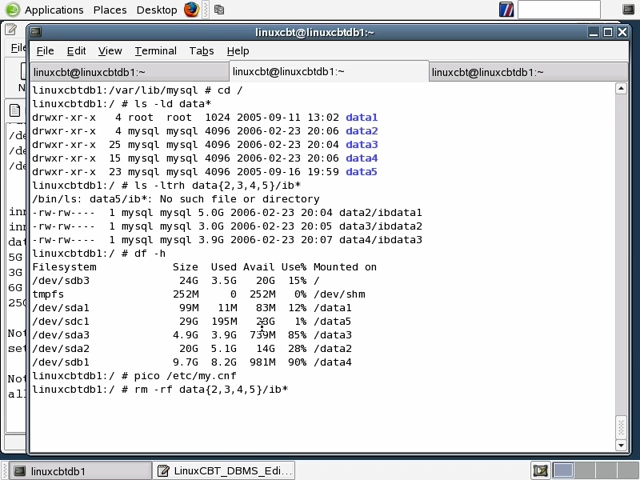 Applications Places Desktop
linuxcbt@linuxcbtdb1:~
File Edit View Terminal Tabs Help
linuxcbt@linuxcbtdb1:~ linuxcbt@linuxcbtdb1:~ linuxcbt@linuxcbtdb1:~
linuxcbtdb1:/var/lib/mysql # cd /
linuxcbtdb1:/ # ls -ld data*
drwxr-xr-x 4 root root 1024 2005-09-11 13:02 data1
drwxr-xr-x 4 mysql mysql 4096 2006-02-23 20:06 data2
drwxr-xr-x 25 mysql mysql 4096 2006-02-23 20:04 data3
drwxr-xr-x 15 mysql mysql 4096 2006-02-23 20:06 data4
drwxr-xr-x 23 mysql mysql 4096 2005-09-16 19:59 data5
linuxcbtdb1:/ # ls -ltrh data{2,3,4,5}/ib*
/bin/ls: data5/ib*: No such file or directory
-rw-rw---- 1 mysql mysql 5.0G 2006-02-23 20:04 data2/ibdata1
-rw-rw---- 1 mysql mysql 3.0G 2006-02-23 20:05 data3/ibdata2
-rw-rw---- 1 mysql mysql 3.9G 2006-02-23 20:07 data4/ibdata3
linuxcbtdb1:/ # df -h
Filesystem Size Used Avail Use% Mounted on
/dev/sdb3 24G 3.5G 20G 15% /
tmpfs 252M 0 252M 0% /dev/shm
/dev/sda1 99M 11M 83M 12% /data1
/dev/sdc1 29G 195M 28G 1% /data5
/dev/sda3 4.9G 3.9G 739M 85% /data3
/dev/sda2 20G 5.1G 14G 28% /data2
/dev/sdb1 9.7G 8.2G 981M 90% /data4
linuxcbtdb1:/ # pico /etc/my.cnf
linuxcbtdb1:/ # rm -rf data{2,3,4,5}/ib*
linuxcbtdb1 LinuxCBT_DBMS_Edi...